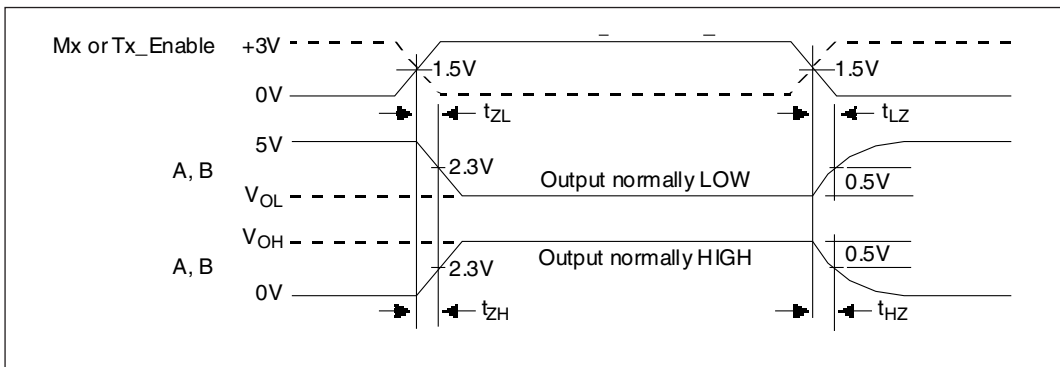 Mx or Tx_Enable +3V
1.5V 1.5V
0V
tZL tLZ
5V
A, B 2.3V Output normally LOW 0.5V
VOL
VOH
A, B 2.3V Output normally HIGH 0.5V
0V
tZH tHZ